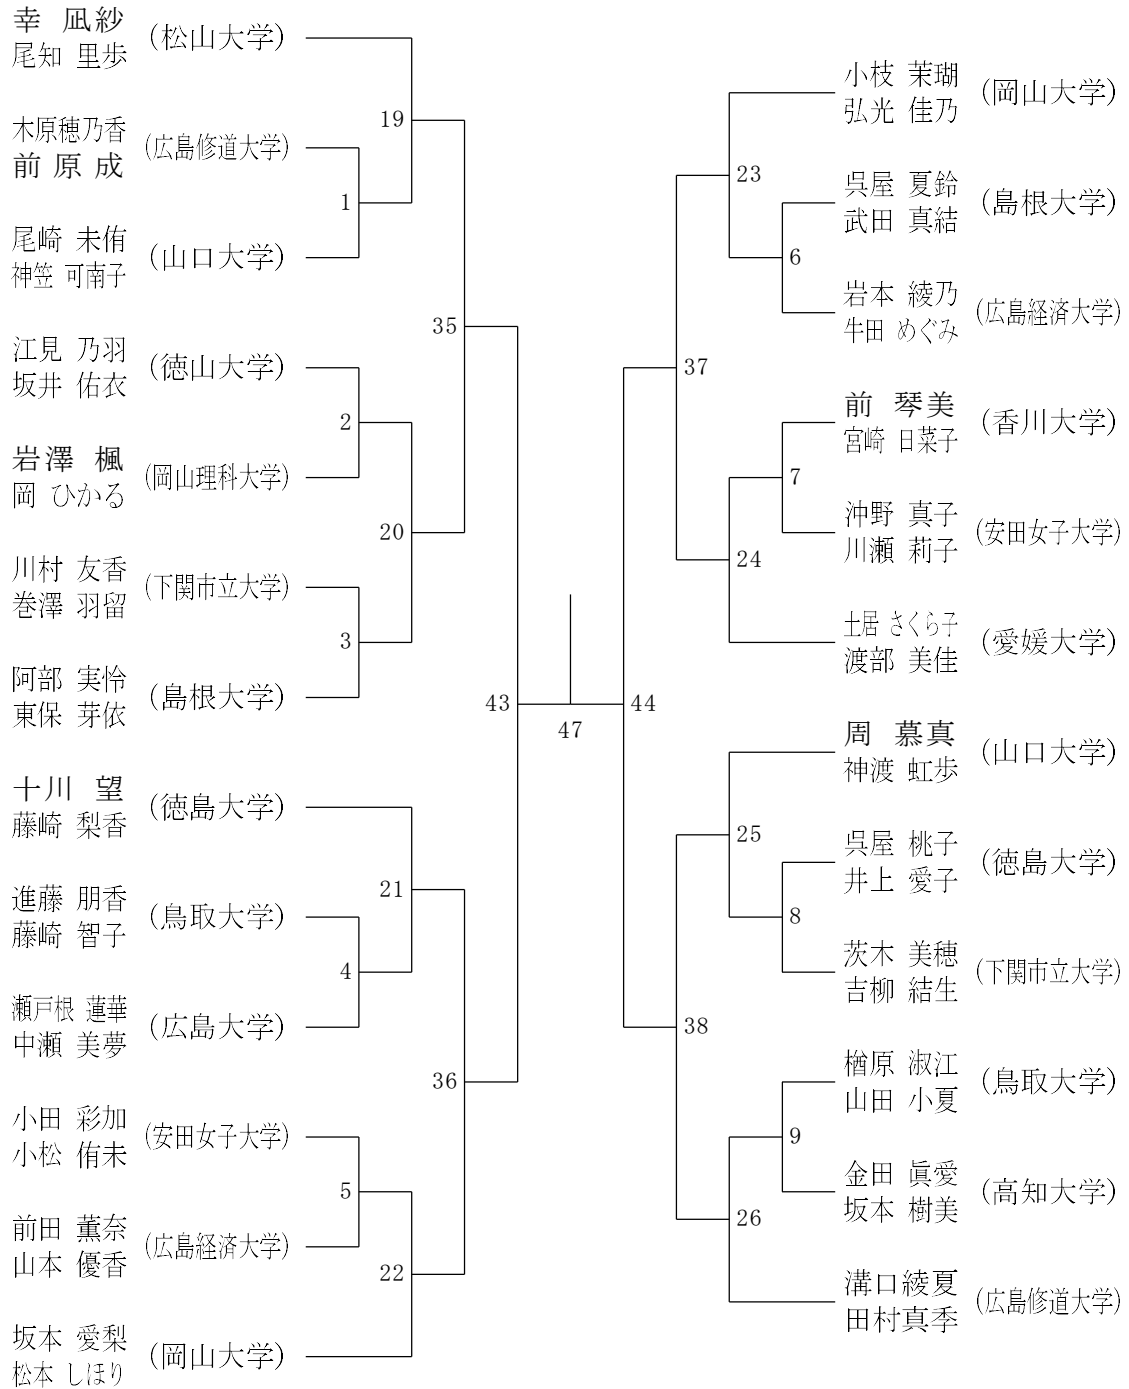 幸 凪紗
尾知 里歩
(松山大学)
木原穂乃香
前 原 成
(広島修道大学)
尾崎 未侑
神笠 可南子
(山口大学)
江見 乃羽
坂井 佑衣
(徳山大学)
岩澤 楓
岡 ひかる
(岡山理科大学)
川村 友香
巻澤 羽留
(下関市立大学)
阿部 実怜
東保 芽依
(島根大学)
十川 望
藤崎 梨香
(徳島大学)
進藤 朋香
藤崎 智子
(鳥取大学)
瀬戸根 蓮華
中瀬 美夢
(広島大学)
小田 彩加
小松 侑未
(安田女子大学)
前田 薫奈
山本 優香
(広島経済大学)
坂本 愛梨
松本 しほり
(岡山大学)
19
1
35
2
20
3
43
21
4
36
5
22
47
44
23
6
37
7
24
25
8
38
9
26
小枝 茉瑚
弘光 佳乃
(岡山大学)
呉屋 夏鈴
武田 真結
(島根大学)
岩本 綾乃
牛田 めぐみ
(広島経済大学)
前 琴美
宮崎 日菜子
(香川大学)
沖野 真子
川瀬 莉子
(安田女子大学)
土居 さくら子
渡部 美佳
(愛媛大学)
周 慕真
神渡 虹歩
(山口大学)
呉屋 桃子
井上 愛子
(徳島大学)
茨木 美穂
吉柳 結生
(下関市立大学)
楢原 淑江
山田 小夏
(鳥取大学)
金田 眞愛
坂本 樹美
(高知大学)
溝口綾夏
田村真季
(広島修道大学)